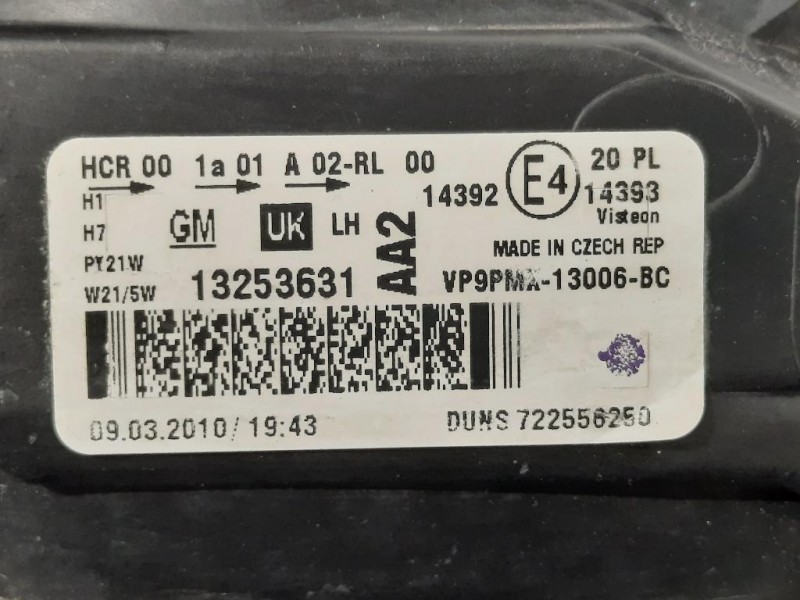 HCR 00 1a 01 A 02-RL 00 E4 20 PL
H1 14392 14393
H7 GM UK LH AA2 Visteon
PY21W MADE IN CZECH REP
W21/5W 13253631 VP9PMX-13006-BC
09.03.2010/ 19:43 DUNS 722556250